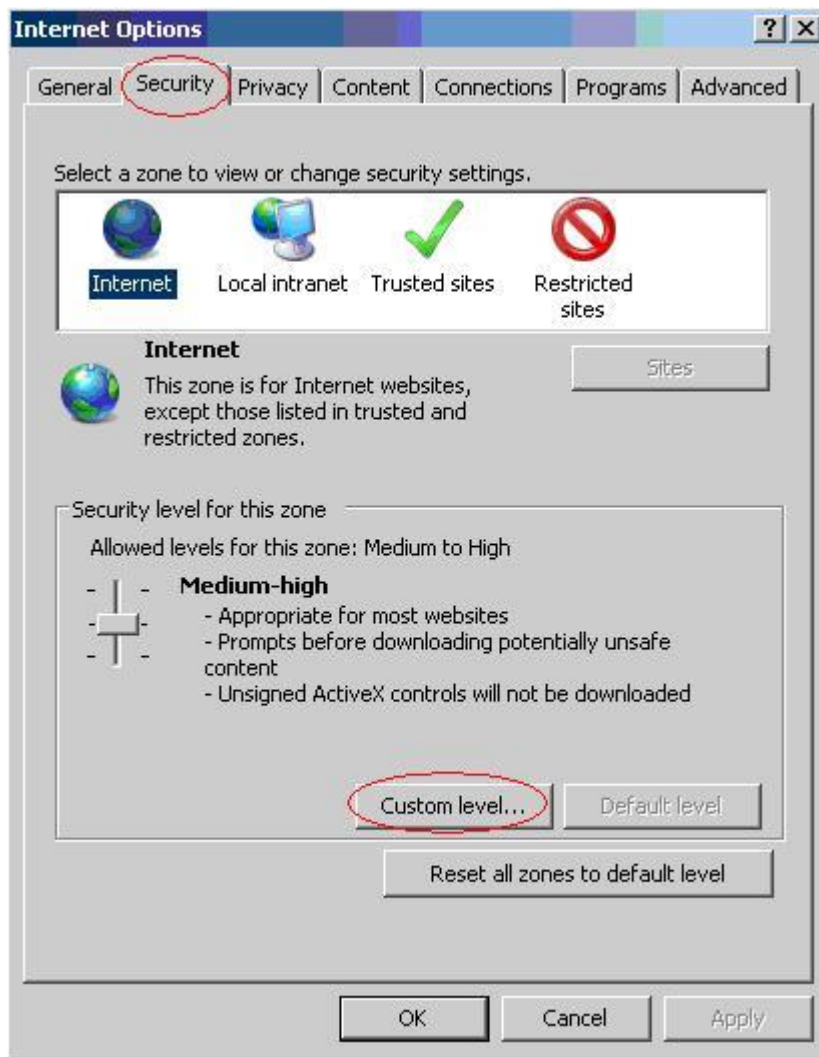 Internet Options
General Security Privacy Content Connections Programs Advanced
Select a zone to view or change security settings.
Internet Local intranet Trusted sites Restricted sites
Internet
Sites
This zone is for Internet websites,
except those listed in trusted and
restricted zones.
Security level for this zone
Allowed levels for this zone: Medium to High
Medium-high
- Appropriate for most websites
- Prompts before downloading potentially unsafe
content
- Unsigned ActiveX controls will not be downloaded
Custom level... Default level
Reset all zones to default level
OK Cancel Apply